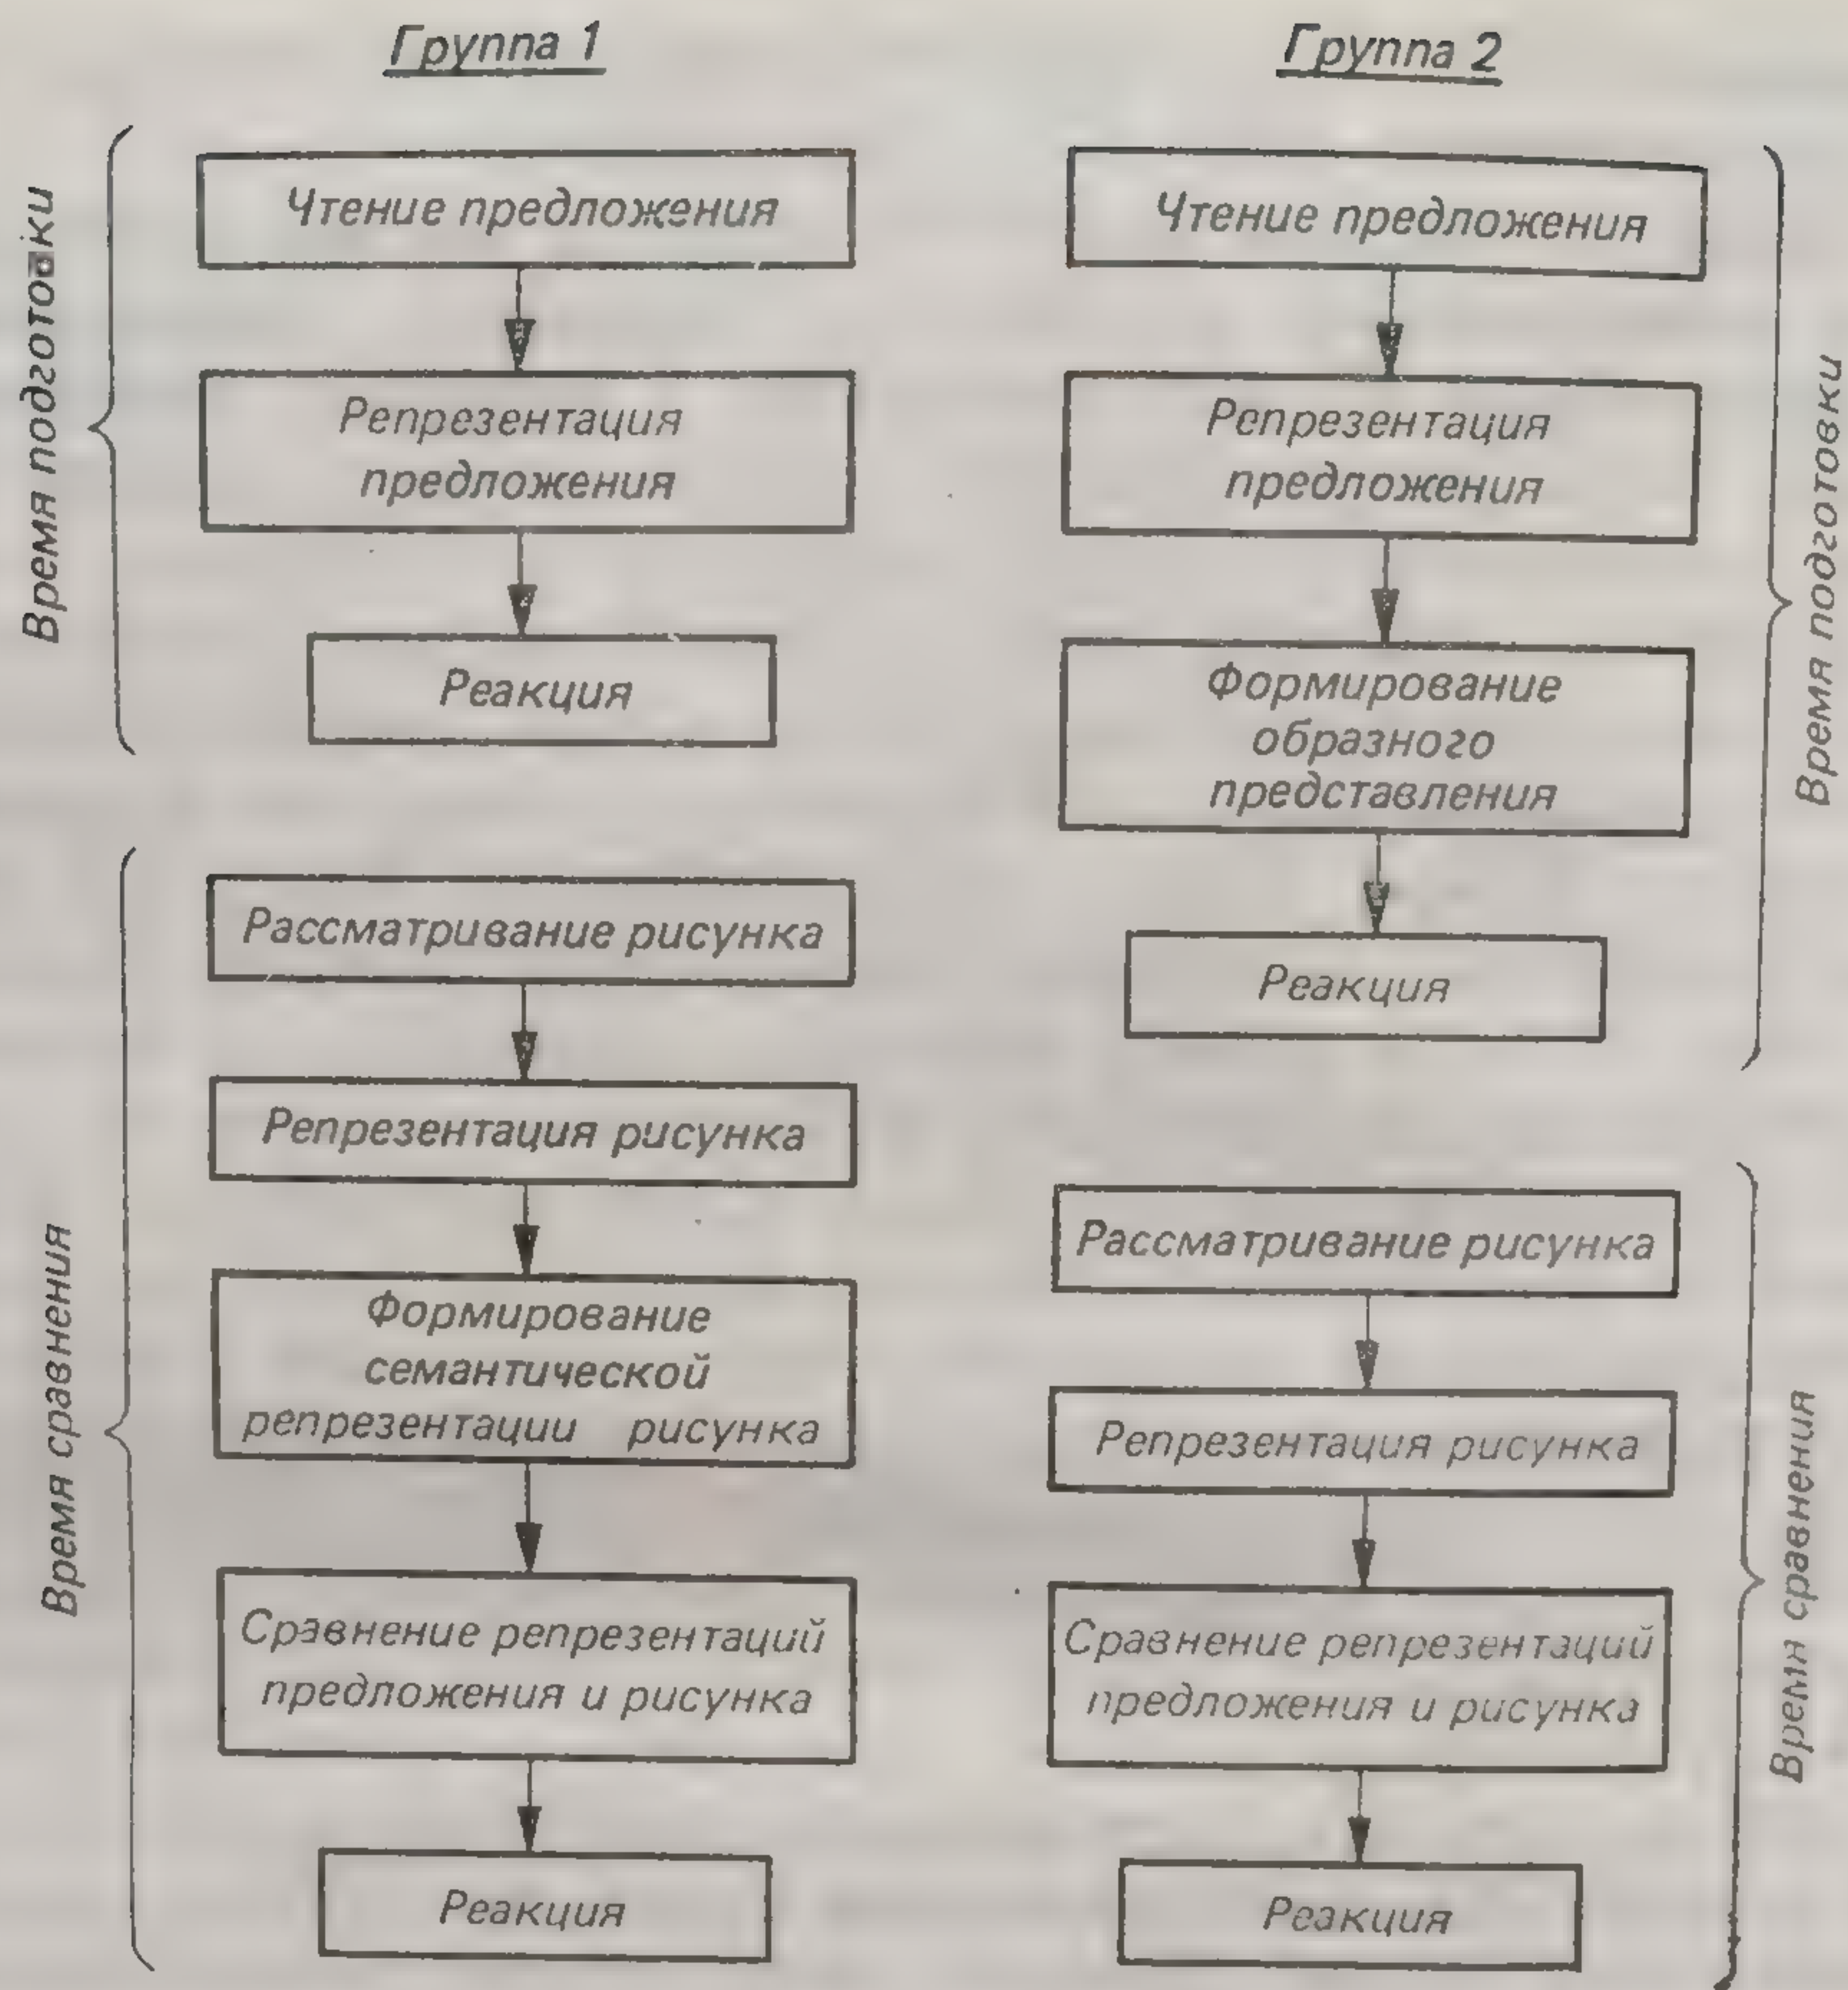 Группа 1
Время подготовки
Чтение предложения
Репрезентация
предложения
Реакция
Время сравнения
Рассматривание рисунка
Репрезентация рисунка
Формирование
семантической
репрезентации рисунка
Сравнение репрезентаций
предложения и рисунка
Реакция
Группа 2
Время подготовки
Чтение предложения
Репрезентация
предложения
Формирование
образного
представления
Реакция
Время сравнения
Рассматривание рисунка
Репрезентация рисунка
Сравнение репрезентаций
предложения и рисунка
Реакция